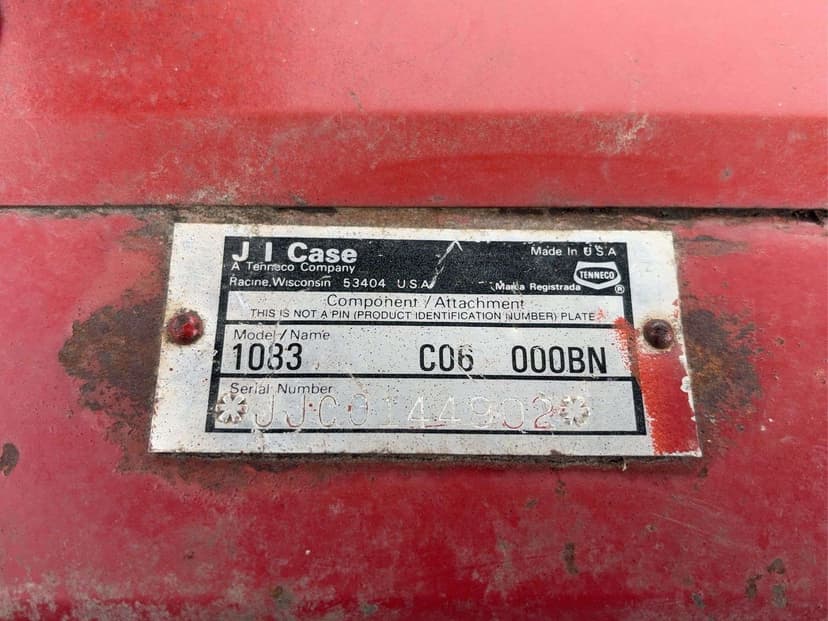 J I Case
A Tenneco Company
Racine, Wisconsin 53404 U.S.A.
Made In U.S.A
TENNECO
Marca Registrada ®
Component / Attachment
THIS IS NOT A PIN (PRODUCT IDENTIFICATION NUMBER) PLATE
Model / Name
1083 C06 000BN
Serial Number
JJC0144902